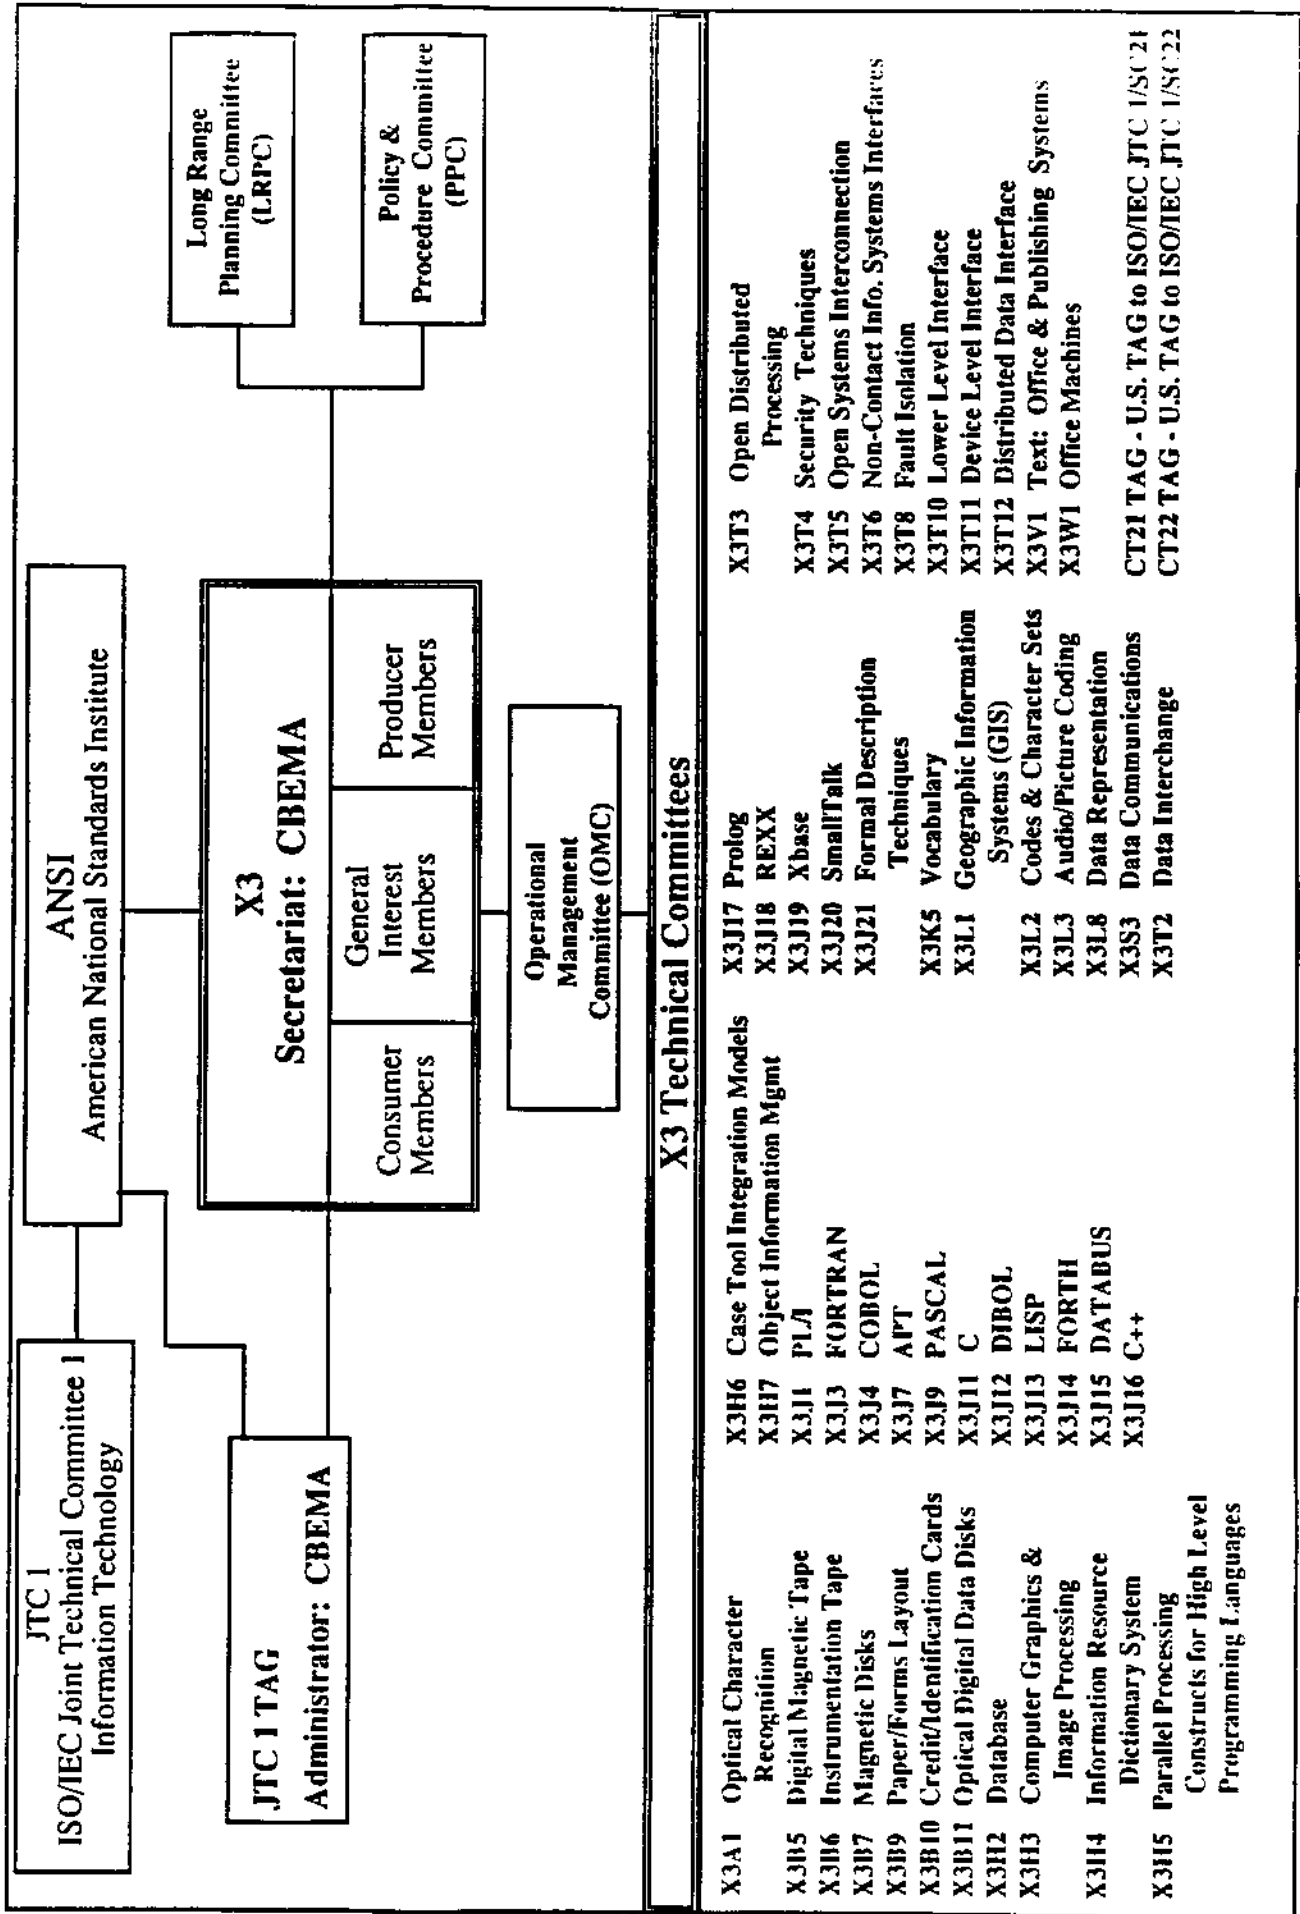 JTC 1
ISO/IEC Joint Technical Committee 1
Information Technology
ANSI
American National Standards Institute
JTC 1 TAG
Administrator: CBEMA
X3
Secretariat: CBEMA
Consumer
Members
General
Interest
Members
Producer
Members
Long Range
Planning Committee
(LRPC)
Policy &
Procedure Committee
(PPC)
Operational
Management
Committee (OMC)
X3 Technical Committees
X3A1 Optical Character
Recognition
X3B5 Digital Magnetic Tape
X3B6 Instrumentation Tape
X3B7 Magnetic Disks
X3B9 Paper/Forms Layout
X3B10 Credit/Identification Cards
X3B11 Optical Digital Data Disks
X3H2 Database
X3H3 Computer Graphics &
Image Processing
X3H4 Information Resource
Dictionary System
X3H5 Parallel Processing
Constructs for High Level
Programming Languages
X3H6 Case Tool Integration Models
X3H7 Object Information Mgmt
X3J1 PL/I
X3J3 FORTRAN
X3J4 COBOL
X3J7 APT
X3J9 PASCAL
X3J11 C
X3J12 DIBOL
X3J13 LISP
X3J14 FORTH
X3J15 DATABUS
X3J16 C++
X3J17 Prolog
X3J18 REXX
X3J19 Xbase
X3J20 SmallTalk
X3J21 Formal Description
Techniques
X3K5 Vocabulary
X3L1 Geographic Information
Systems (GIS)
X3L2 Codes & Character Sets
X3L3 Audio/Picture Coding
X3L8 Data Representation
X3S3 Data Communications
X3T2 Data Interchange
X3T3 Open Distributed
Processing
X3T4 Security Techniques
X3T5 Open Systems Interconnection
X3T6 Non-Contact Info. Systems Interfaces
X3T8 Fault Isolation
X3T10 Lower Level Interface
X3T11 Device Level Interface
X3T12 Distributed Data Interface
X3V1 Text: Office & Publishing Systems
X3W1 Office Machines
CT21 TAG - U.S. TAG to ISO/IEC JTC 1/SC21
CT22 TAG - U.S. TAG to ISO/IEC JTC 1/SC22